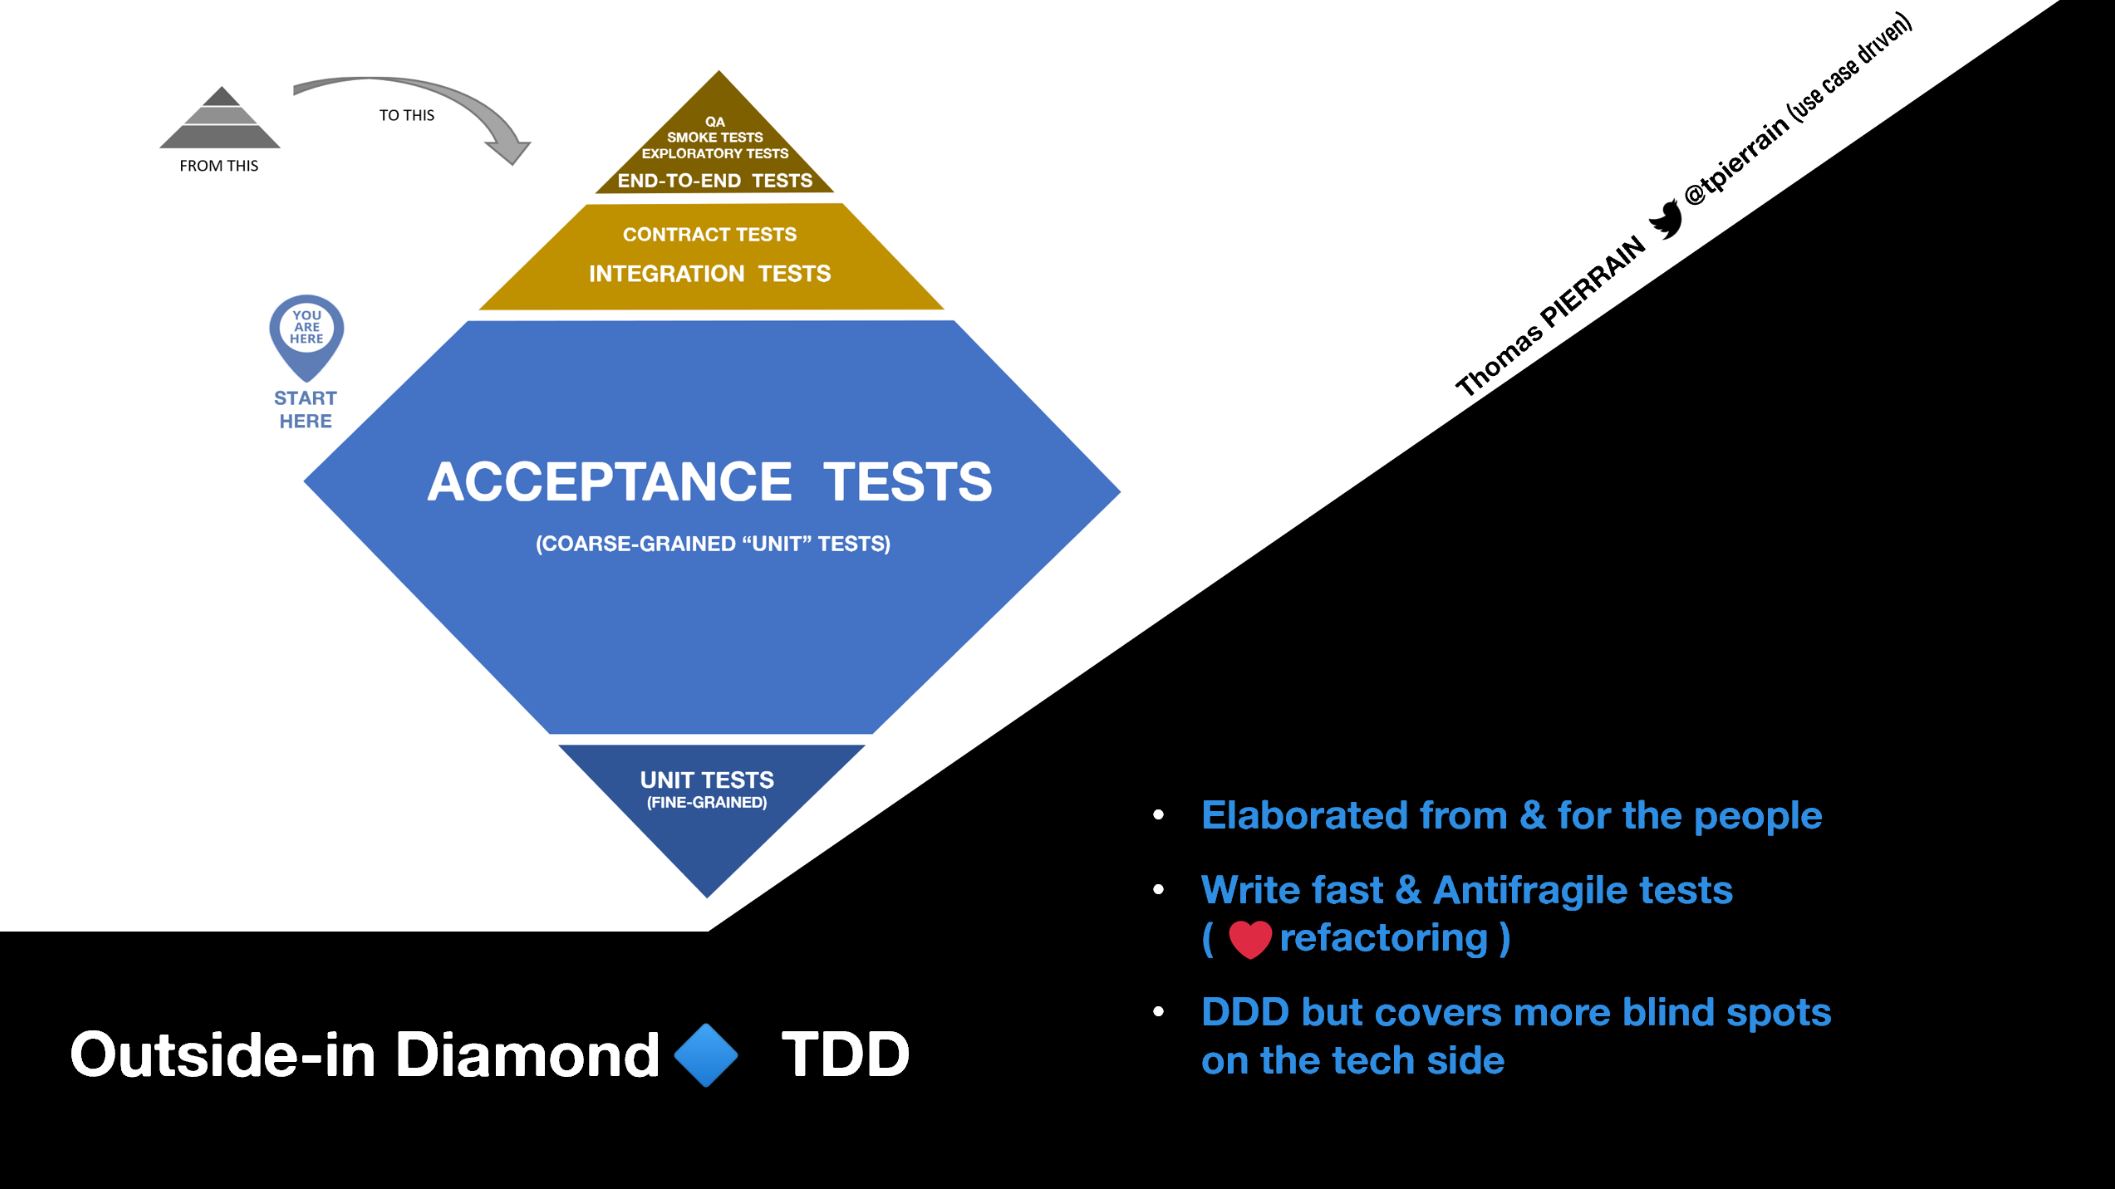 FROM THIS
TO THIS
QA
SMOKE TESTS
EXPLORATORY TESTS
END-TO-END TESTS
CONTRACT TESTS
INTEGRATION TESTS
YOU
ARE
HERE
START
HERE
ACCEPTANCE TESTS
(COARSE-GRAINED “UNIT” TESTS)
UNIT TESTS
(FINE-GRAINED)
Thomas PIERRAIN @tpierrain (use case driven)
Outside-in Diamond 🔷 TDD
• Elaborated from & for the people
• Write fast & Antifragile tests
( ❤️ refactoring )
• DDD but covers more blind spots
on the tech side